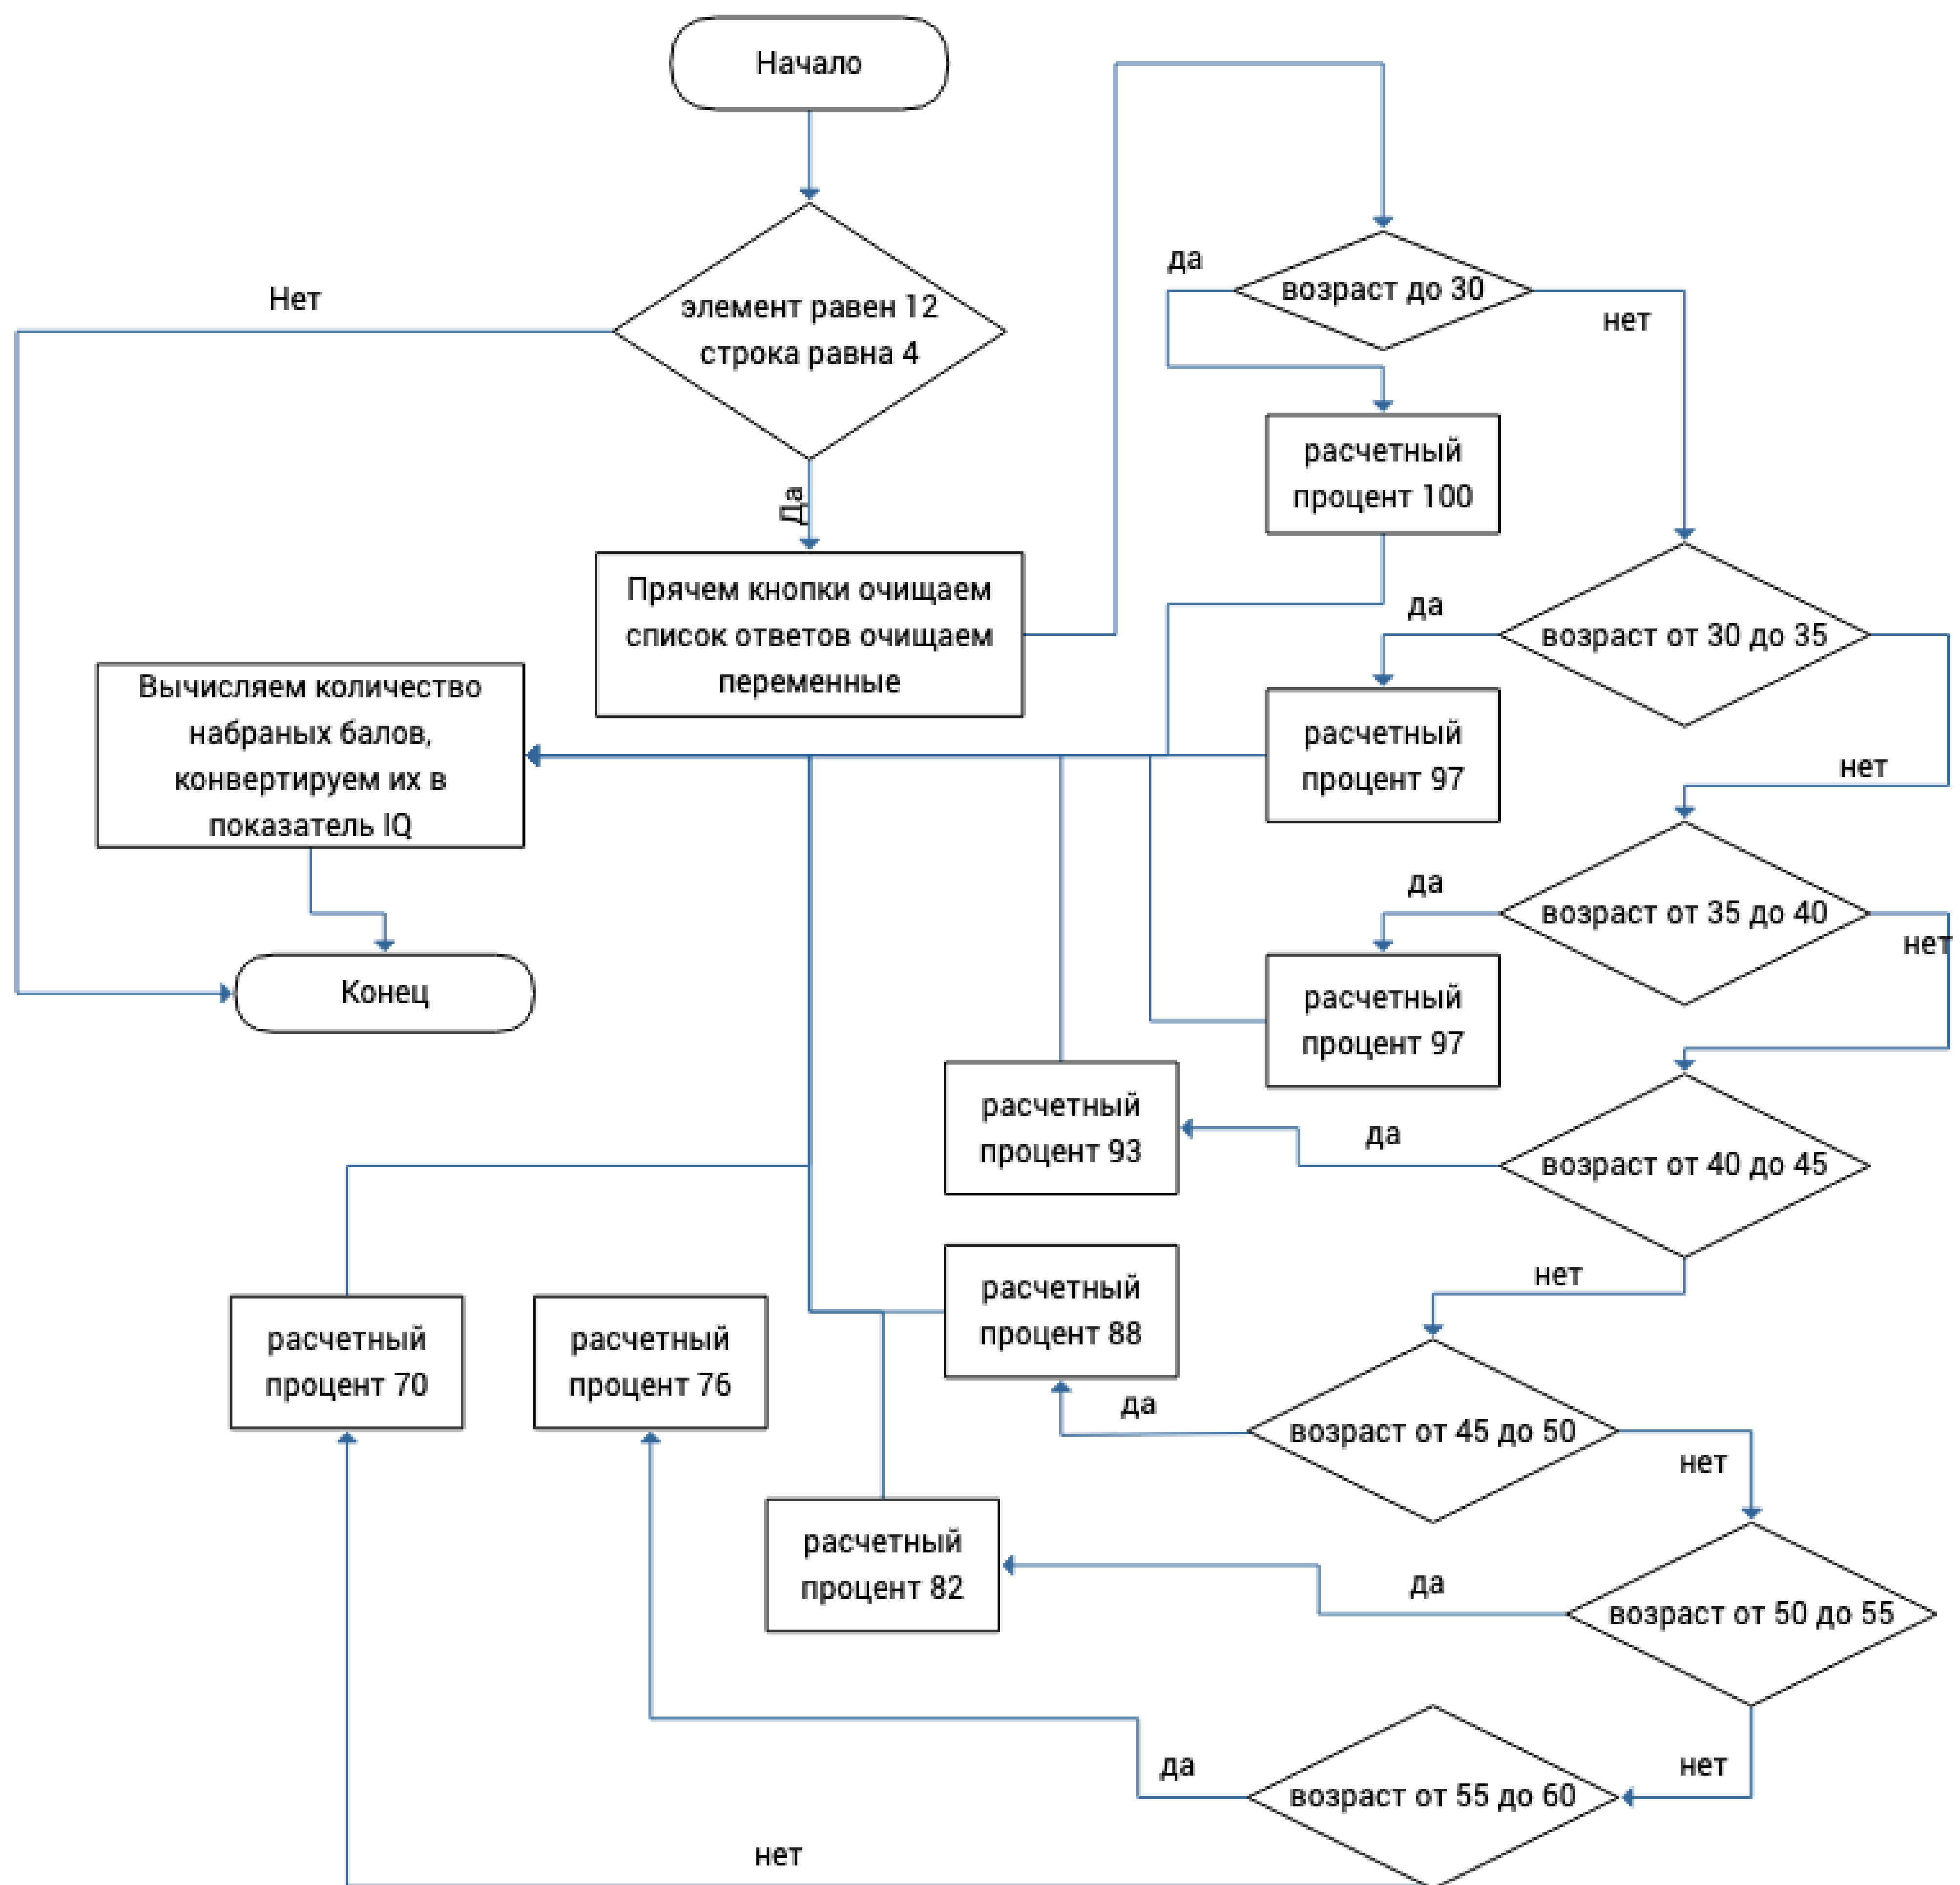 Начало
элемент равен 12
строка равна 4
Нет
Да
Прячем кнопки очищаем
список ответов очищаем
переменные
Вычисляем количество
набраных балов,
конвертируем их в
показатель IQ
Конец
возраст до 30
да
нет
расчетный
процент 100
возраст от 30 до 35
да
нет
расчетный
процент 97
возраст от 35 до 40
да
нет
расчетный
процент 97
возраст от 40 до 45
да
нет
расчетный
процент 93
возраст от 45 до 50
да
нет
расчетный
процент 88
возраст от 50 до 55
да
нет
расчетный
процент 82
возраст от 55 до 60
да
нет
расчетный
процент 76
расчетный
процент 70